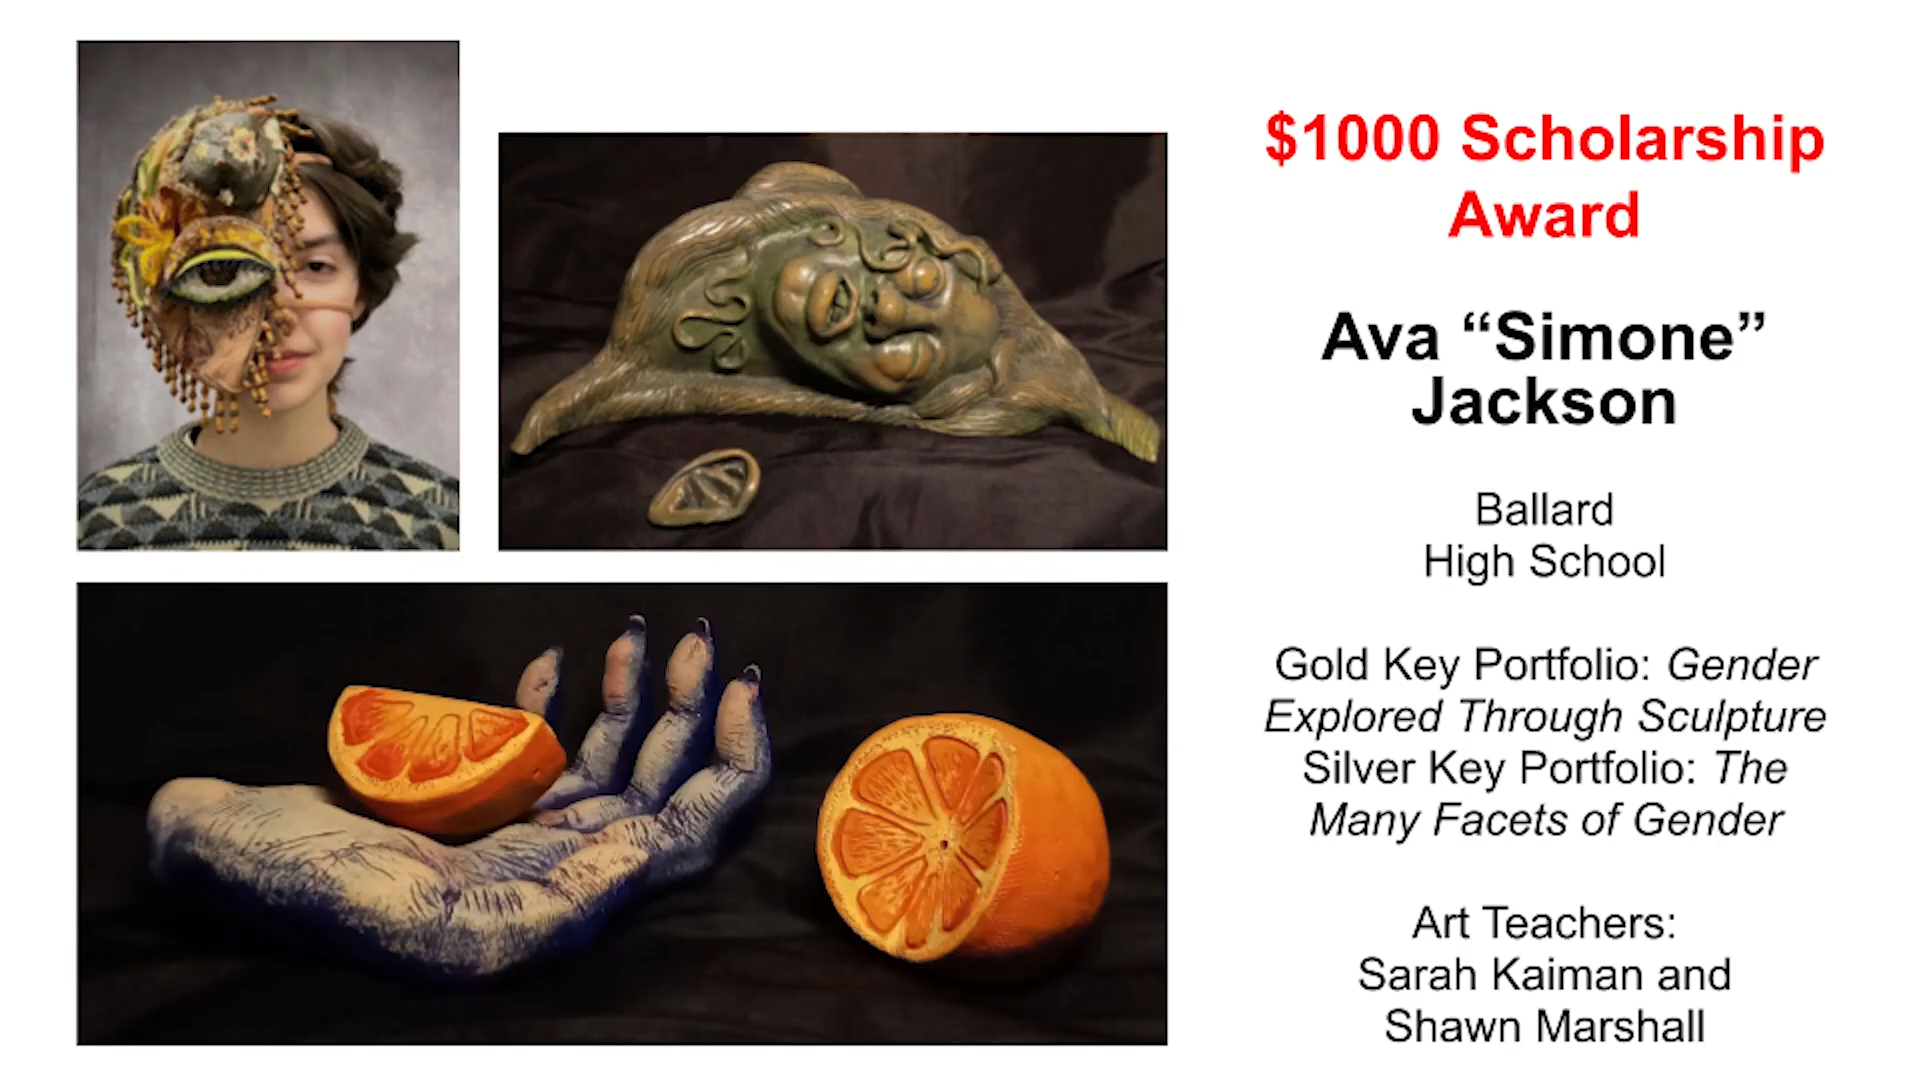 $1000 Scholarship
Award
Ava “Simone”
Jackson
Ballard
High School
Gold Key Portfolio: Gender
Explored Through Sculpture
Silver Key Portfolio: The
Many Facets of Gender
Art Teachers:
Sarah Kaiman and
Shawn Marshall